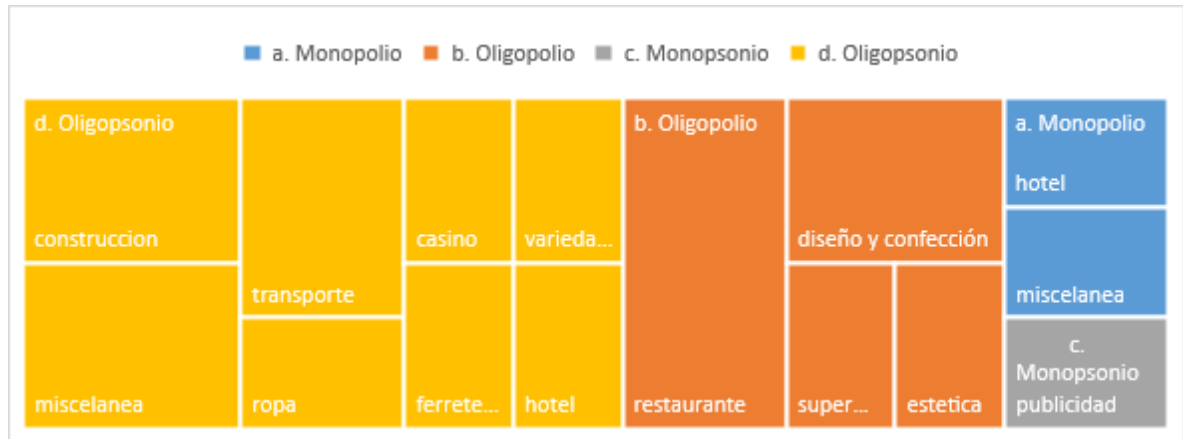 a. Monopolio b. Oligopolio c. Monopsonio d. Oligopsonio
d. Oligopsonio
construccion
miscelanea
transporte
ropa
casino
ferrete...
varieda...
hotel
b. Oligopolio
restaurante
diseño y confección
super...
estetica
a. Monopolio
hotel
miscelanea
c.
Monopsonio
publicidad